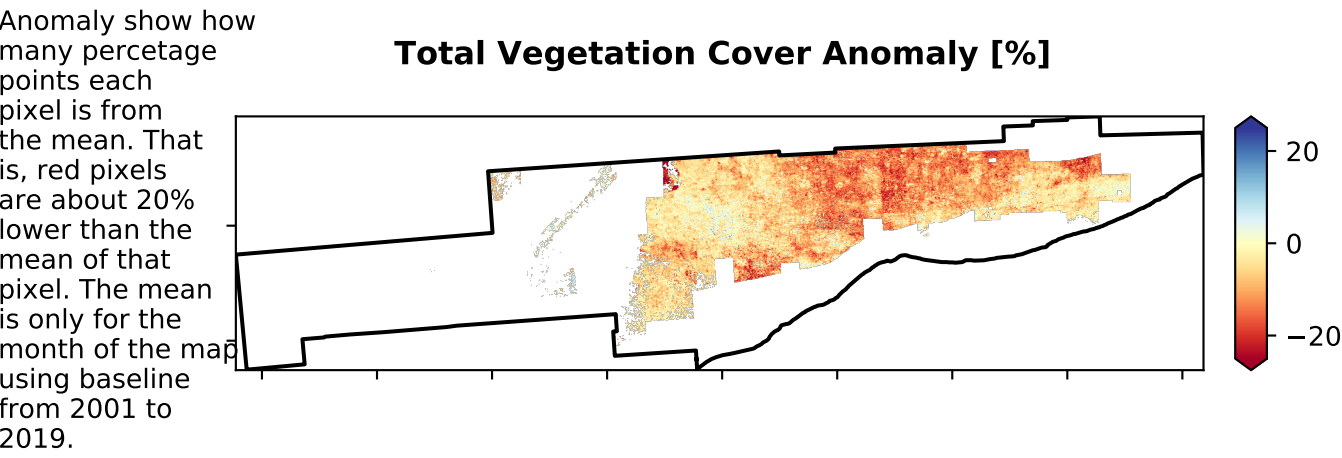 Anomaly show how
many percetage
points each
pixel is from
the mean. That
is, red pixels
are about 20%
lower than the
mean of that
pixel. The mean
is only for the
month of the map
using baseline
from 2001 to
2019.
Total Vegetation Cover Anomaly [%]
20
0
−20